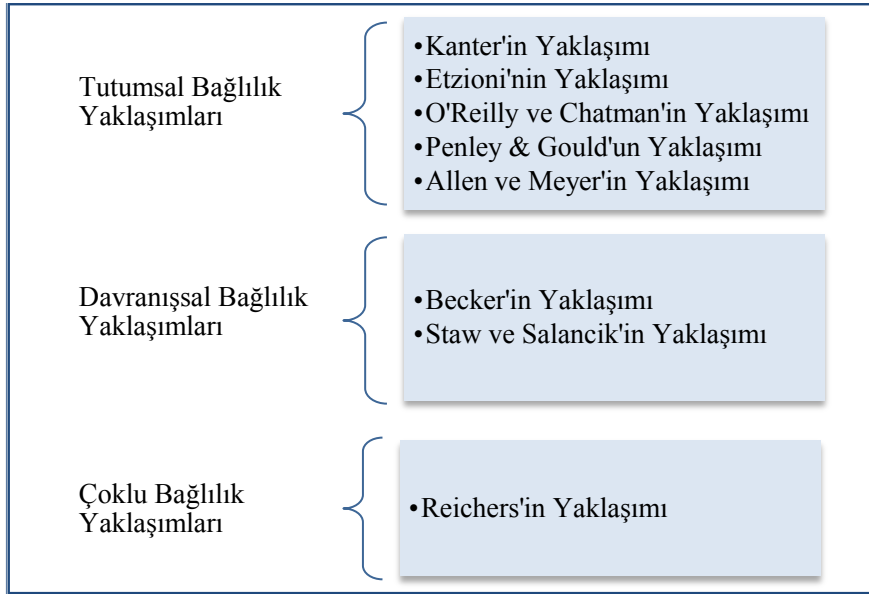 Tutumsal Bağlılık
Yaklaşımları
•Kanter'in Yaklaşımı
•Etzioni'nin Yaklaşımı
•O'Reilly ve Chatman'in Yaklaşımı
•Penley & Gould'un Yaklaşımı
•Allen ve Meyer'in Yaklaşımı
Davranışsal Bağlılık
Yaklaşımları
•Becker'in Yaklaşımı
•Staw ve Salancik'in Yaklaşımı
Çoklu Bağlılık
Yaklaşımları
•Reichers'in Yaklaşımı